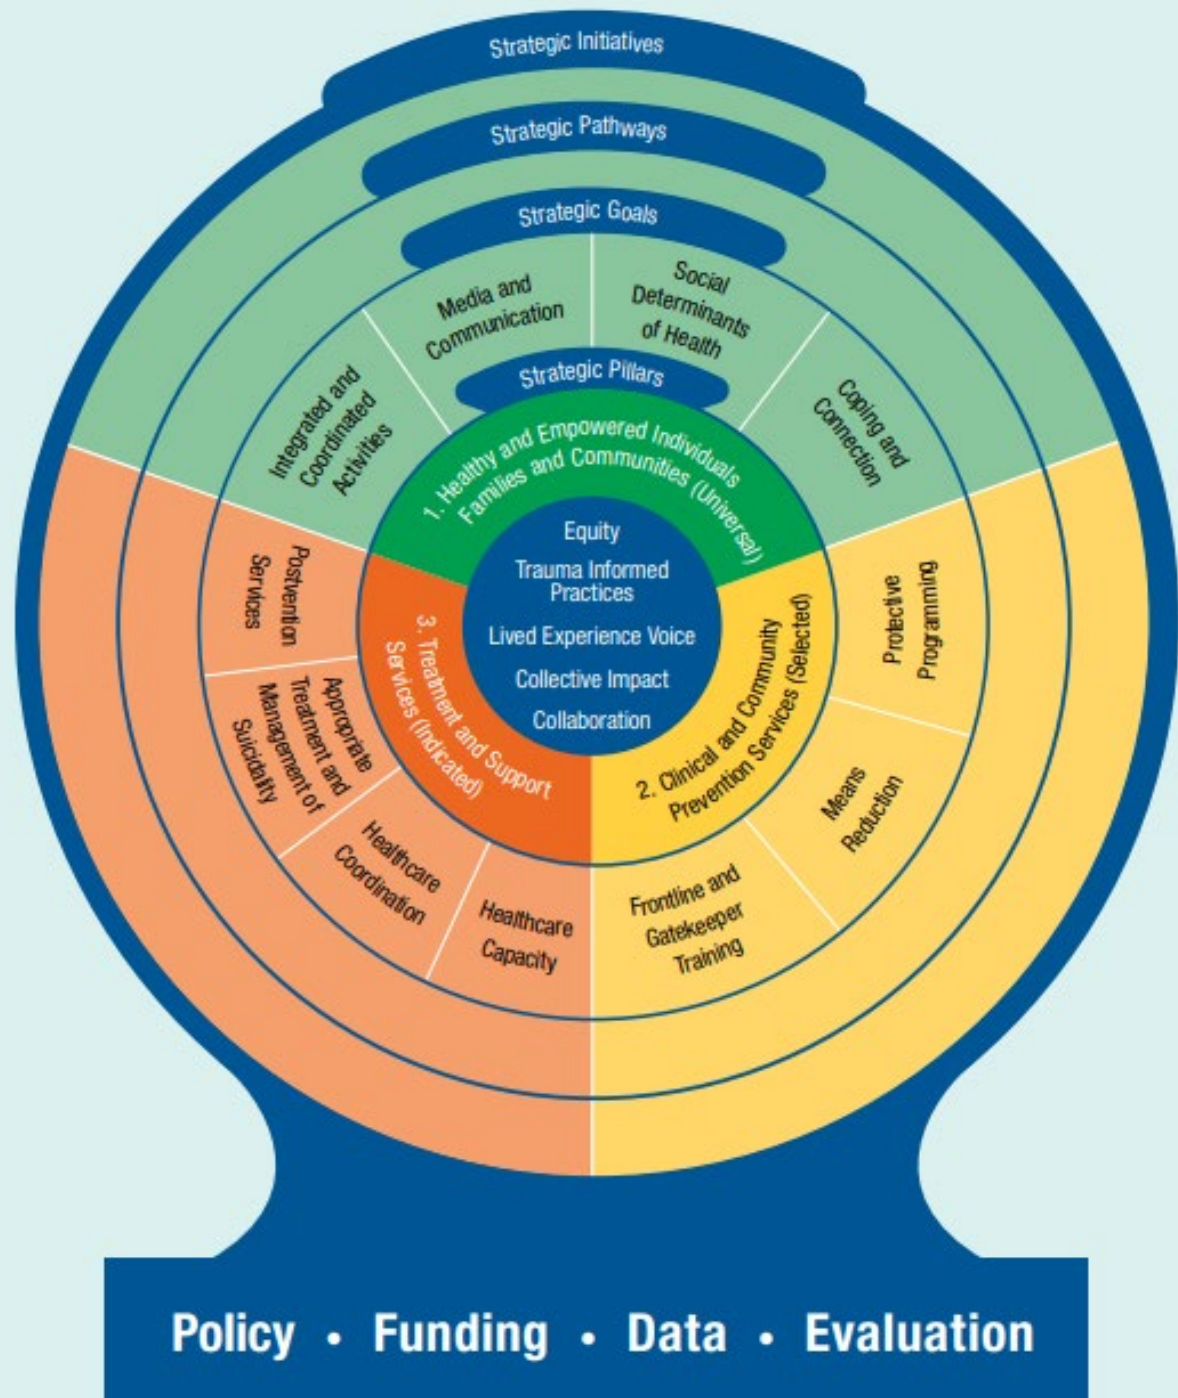 Strategic Initiatives
Strategic Pathways
Strategic Goals
Media and
Communication
Social
Determinants
of Health
Integrated and
Coordinated
Activities
Coping and
Connection
Strategic Pillars
1. Healthy and Empowered Individuals
Families and Communities (Universal)
Equity
Trauma Informed
Practices
Lived Experience Voice
Collective Impact
Collaboration
Protective
Programming
Means
Reduction
Frontline and
Gatekeeper
Training
2. Clinical and Community
Prevention Services (Selected)
3. Treatment and Support
Services (Indicated)
Postvention
Services
Appropriate
Treatment and
Management of
Suicidality
Healthcare
Coordination
Healthcare
Capacity
Policy • Funding • Data • Evaluation